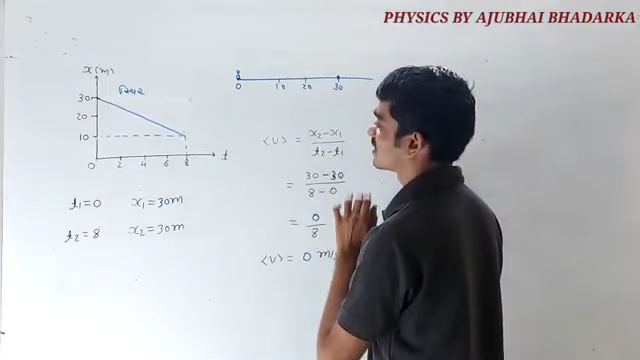 PHYSICS BY AJUBHAI BHADARKA
x(m)
30
20
10
0 2 4 6 8 t
0 10 20 30
<v> = x₂-x₁ / t₂-t₁
= 30-30 / 8-0
= 0 / 8
<v> = 0 m/
t₁=0 x₁=30m
t₂=8 x₂=30m